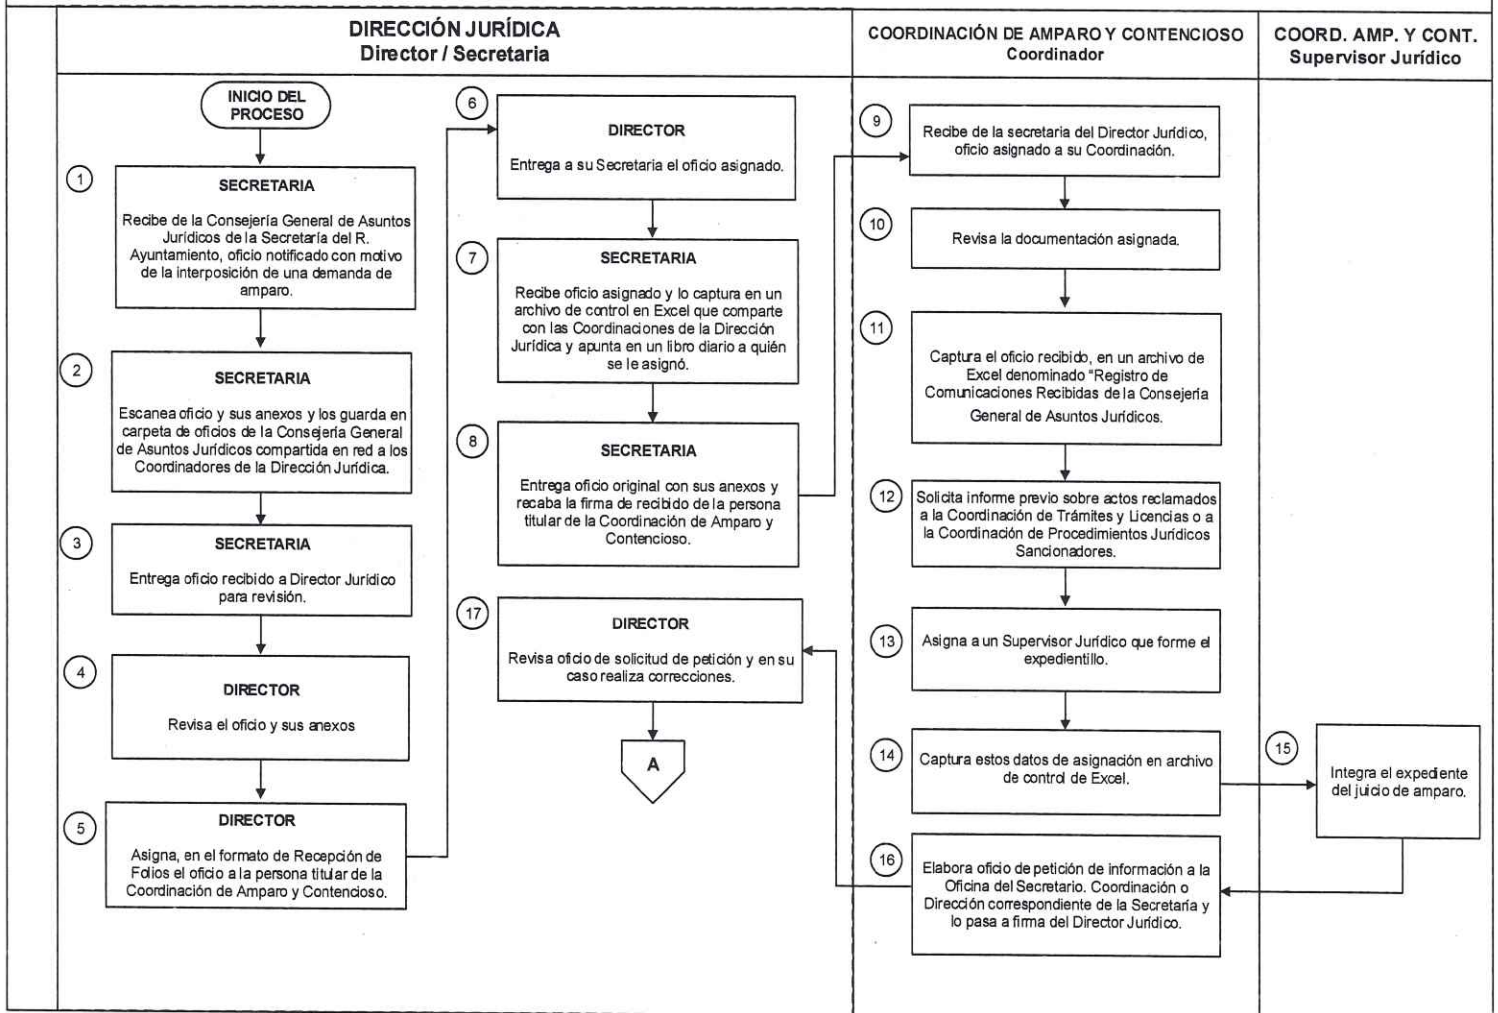 DIRECCIÓN JURÍDICA
Director / Secretaria
COORDINACIÓN DE AMPARO Y CONTENCIOSO
Coordinador
COORD. AMP. Y CONT.
Supervisor Jurídico
INICIO DEL
PROCESO
1
SECRETARIA
Recibe de la Consejería General de Asuntos
Jurídicos de la Secretaría del R.
Ayuntamiento, oficio notificado con motivo
de la interposición de una demanda de
amparo.
2
SECRETARIA
Escanea oficio y sus anexos y los guarda en
carpeta de oficios de la Consejería General
de Asuntos Jurídicos compartida en red a los
Coordinadores de la Dirección Jurídica.
3
SECRETARIA
Entrega oficio recibido a Director Jurídico
para revisión.
4
DIRECTOR
Revisa el oficio y sus anexos
5
DIRECTOR
Asigna, en el formato de Recepción de
Folios el oficio a la persona titular de la
Coordinación de Amparo y Contencioso.
6
DIRECTOR
Entrega a su Secretaria el oficio asignado.
7
SECRETARIA
Recibe oficio asignado y lo captura en un
archivo de control en Excel que comparte
con las Coordinaciones de la Dirección
Jurídica y apunta en un libro diario a quién
se le asignó.
8
SECRETARIA
Entrega oficio original con sus anexos y
recaba la firma de recibido de la persona
titular de la Coordinación de Amparo y
Contencioso.
17
DIRECTOR
Revisa oficio de solicitud de petición y en su
caso realiza correcciones.
A
9
Recibe de la secretaria del Director Jurídico,
oficio asignado a su Coordinación.
10
Revisa la documentación asignada.
11
Captura el oficio recibido, en un archivo de
Excel denominado "Registro de
Comunicaciones Recibidas de la Consejería
General de Asuntos Jurídicos.
12
Solicita informe previo sobre actos reclamados
a la Coordinación de Trámites y Licencias o a
la Coordinación de Procedimientos Jurídicos
Sancionadores.
13
Asigna a un Supervisor Jurídico que forme el
expedientillo.
14
Captura estos datos de asignación en archivo
de control de Excel.
15
Integra el expediente
del juicio de amparo.
16
Elabora oficio de petición de información a la
Oficina del Secretario. Coordinación o
Dirección correspondiente de la Secretaría y
lo pasa a firma del Director Jurídico.